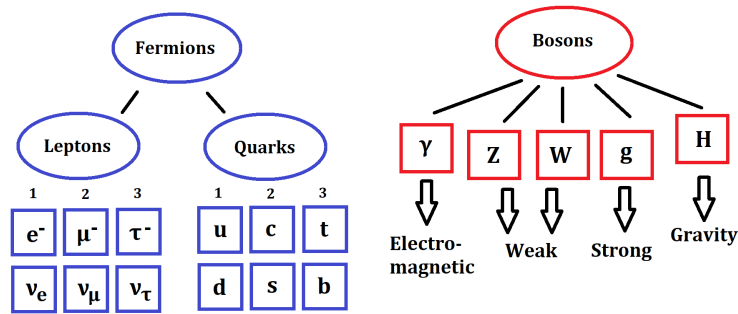 Fermions
Bosons
Leptons
Quarks
γ
Z
W
g
H
1 2 3
1 2 3
e-
μ-
τ-
u
c
t
νe
νμ
ντ
d
s
b
Electro-
magnetic
Weak
Strong
Gravity